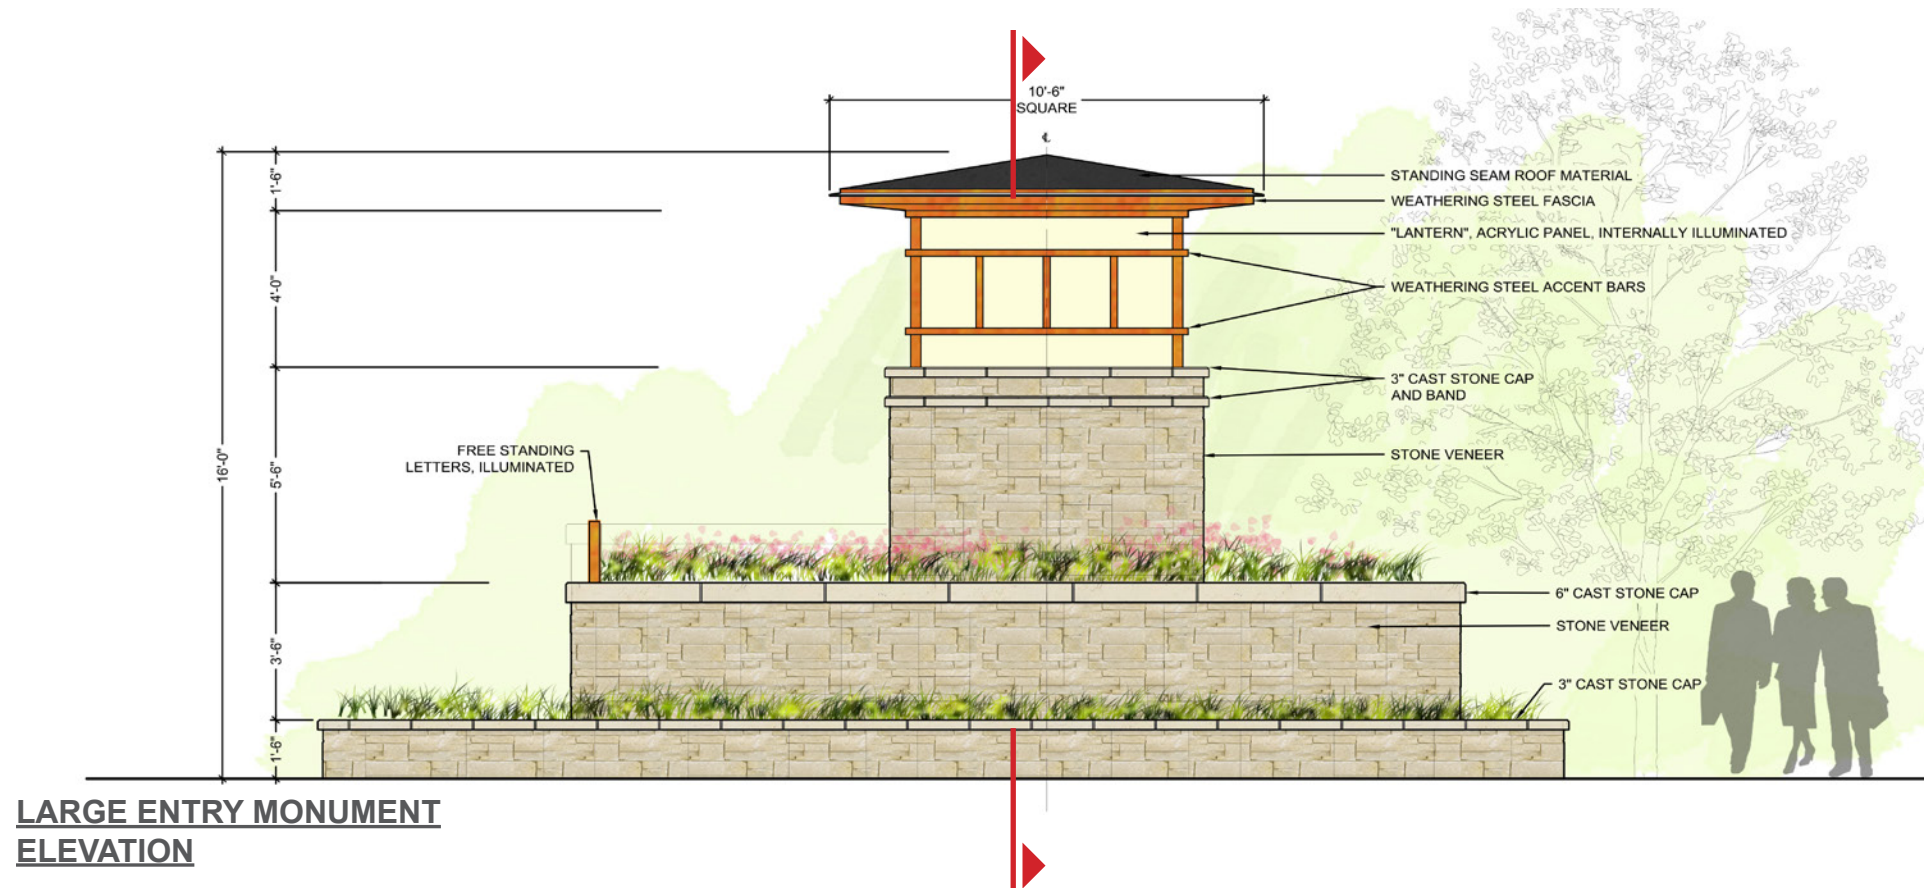 10'-6"
SQUARE
℄
STANDING SEAM ROOF MATERIAL
WEATHERING STEEL FASCIA
"LANTERN", ACRYLIC PANEL, INTERNALLY ILLUMINATED
WEATHERING STEEL ACCENT BARS
3" CAST STONE CAP
AND BAND
STONE VENEER
FREE STANDING
LETTERS, ILLUMINATED
6" CAST STONE CAP
STONE VENEER
3" CAST STONE CAP
16'-0"
1'-6"
4'-0"
5'-6"
3'-6"
1'-6"
LARGE ENTRY MONUMENT
ELEVATION